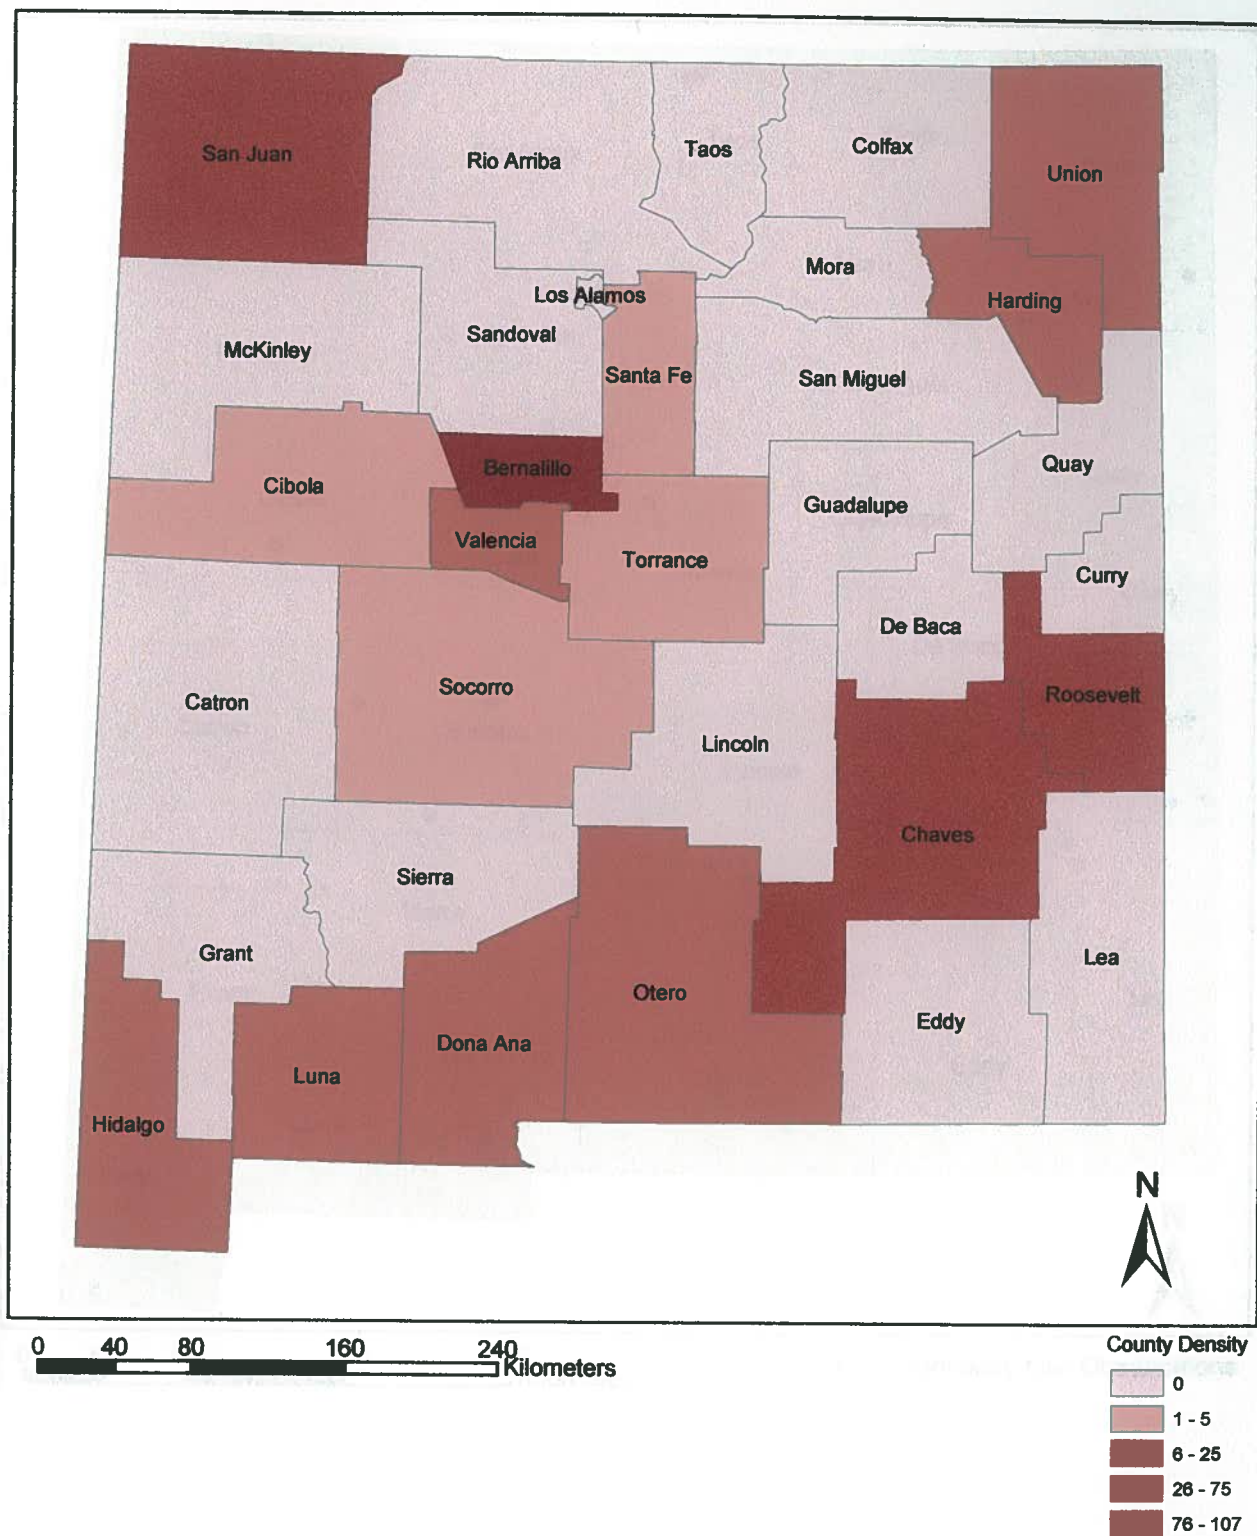 San Juan
Rio Arriba
Taos
Colfax
Union
Mora
Harding
Los Alamos
Sandoval
McKinley
Santa Fe
San Miguel
Quay
Bernalillo
Cibola
Guadalupe
Valencia
Torrance
Curry
De Baca
Socorro
Catron
Roosevelt
Lincoln
Chaves
Sierra
Grant
Lea
Otero
Eddy
Dona Ana
Luna
Hidalgo
N
0 40 80 160 240
Kilometers
County Density
0
1 - 5
6 - 25
26 - 75
76 - 107